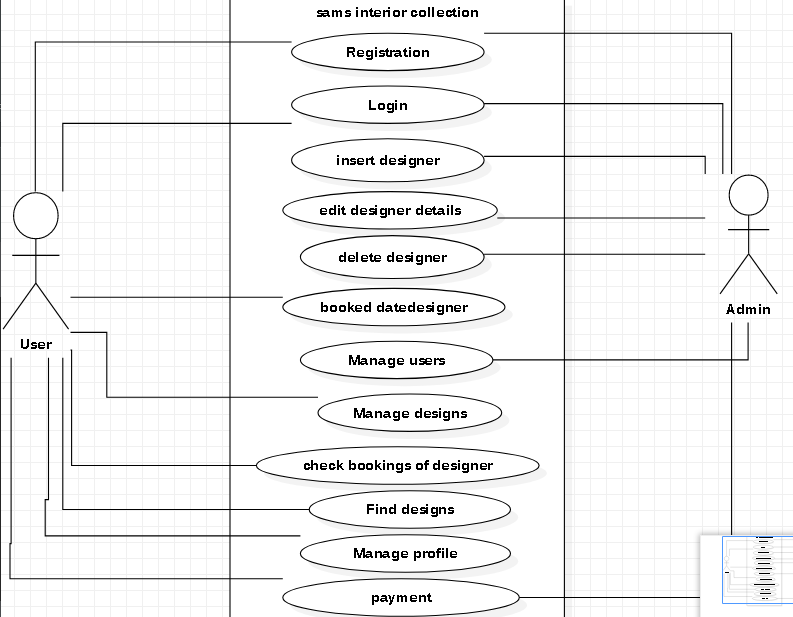 sams interior collection
Registration
Login
insert designer
edit designer details
delete designer
booked datedesigner
Admin
User
Manage users
Manage designs
check bookings of designer
Find designs
Manage profile
payment